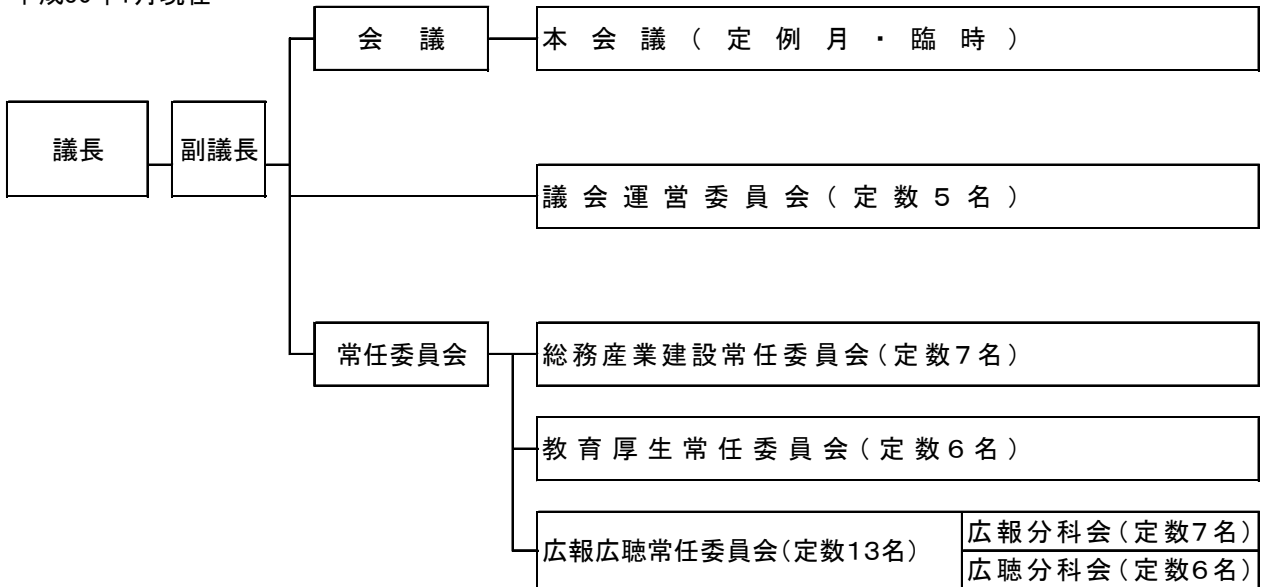 会議
本会議(定例月・臨時)
議長
副議長
議会運営委員会(定数5名)
常任委員会
総務産業建設常任委員会(定数7名)
教育厚生常任委員会(定数6名)
広報広聴常任委員会(定数13名)
広報分科会(定数7名)
広聴分科会(定数6名)